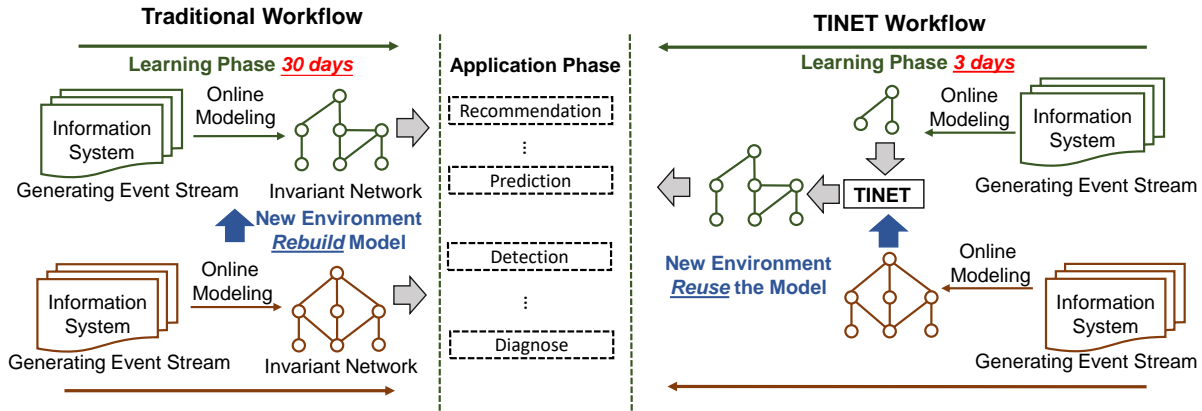 Traditional Workflow
Learning Phase 30 days
Information
System
Online
Modeling
Generating Event Stream
Invariant Network
New Environment
Rebuild Model
Information
System
Online
Modeling
Generating Event Stream
Invariant Network
Application Phase
Recommendation
...
Prediction
Detection
...
Diagnose
TINET Workflow
Learning Phase 3 days
Online
Modeling
Information
System
Generating Event Stream
TINET
New Environment
Reuse the Model
Online
Modeling
Information
System
Generating Event Stream